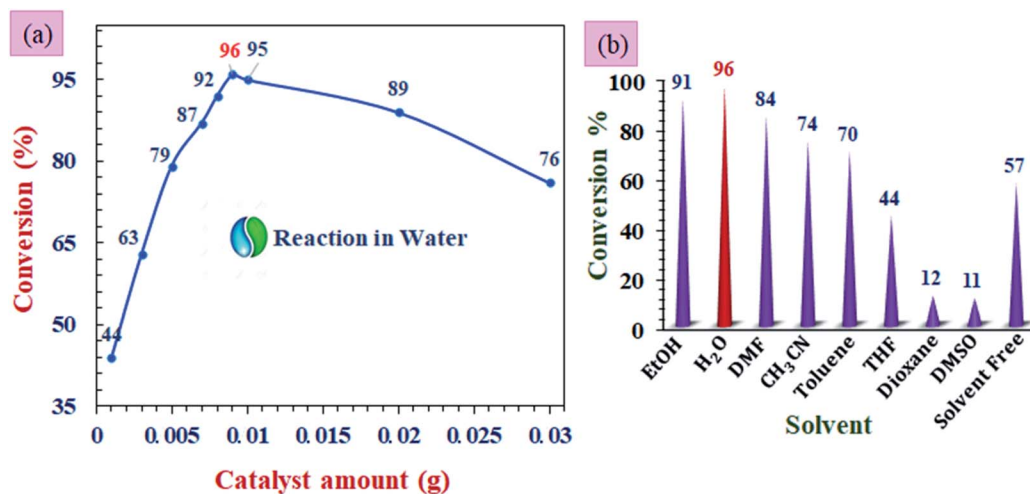 (a)
Conversion (%)
95
80
65
50
35
44
63
79
87
92
96
95
89
76
Reaction in Water
0
0.005
0.01
0.015
0.02
0.025
0.03
Catalyst amount (g)
(b)
Conversion %
100
80
60
40
20
0
91
96
84
74
70
44
12
11
57
EtOH
H₂O
DMF
CH₃CN
Toluene
THF
Dioxane
DMSO
Solvent Free
Solvent